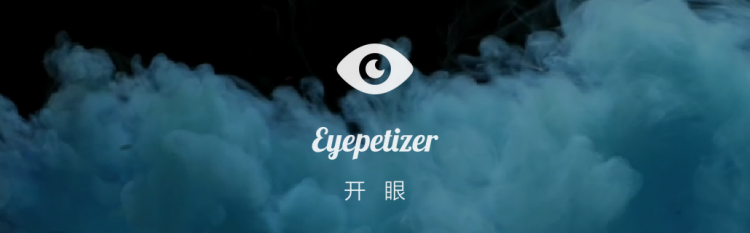 Eyepetizer
开 眼